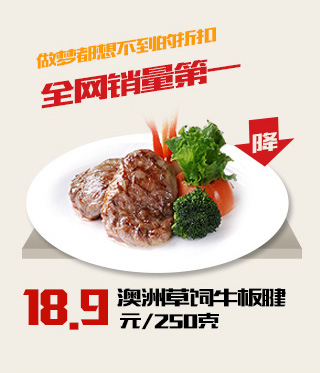 做梦都想不到的折扣
全网销量第一
降
18.9 澳洲草饲牛板腱
元/250克